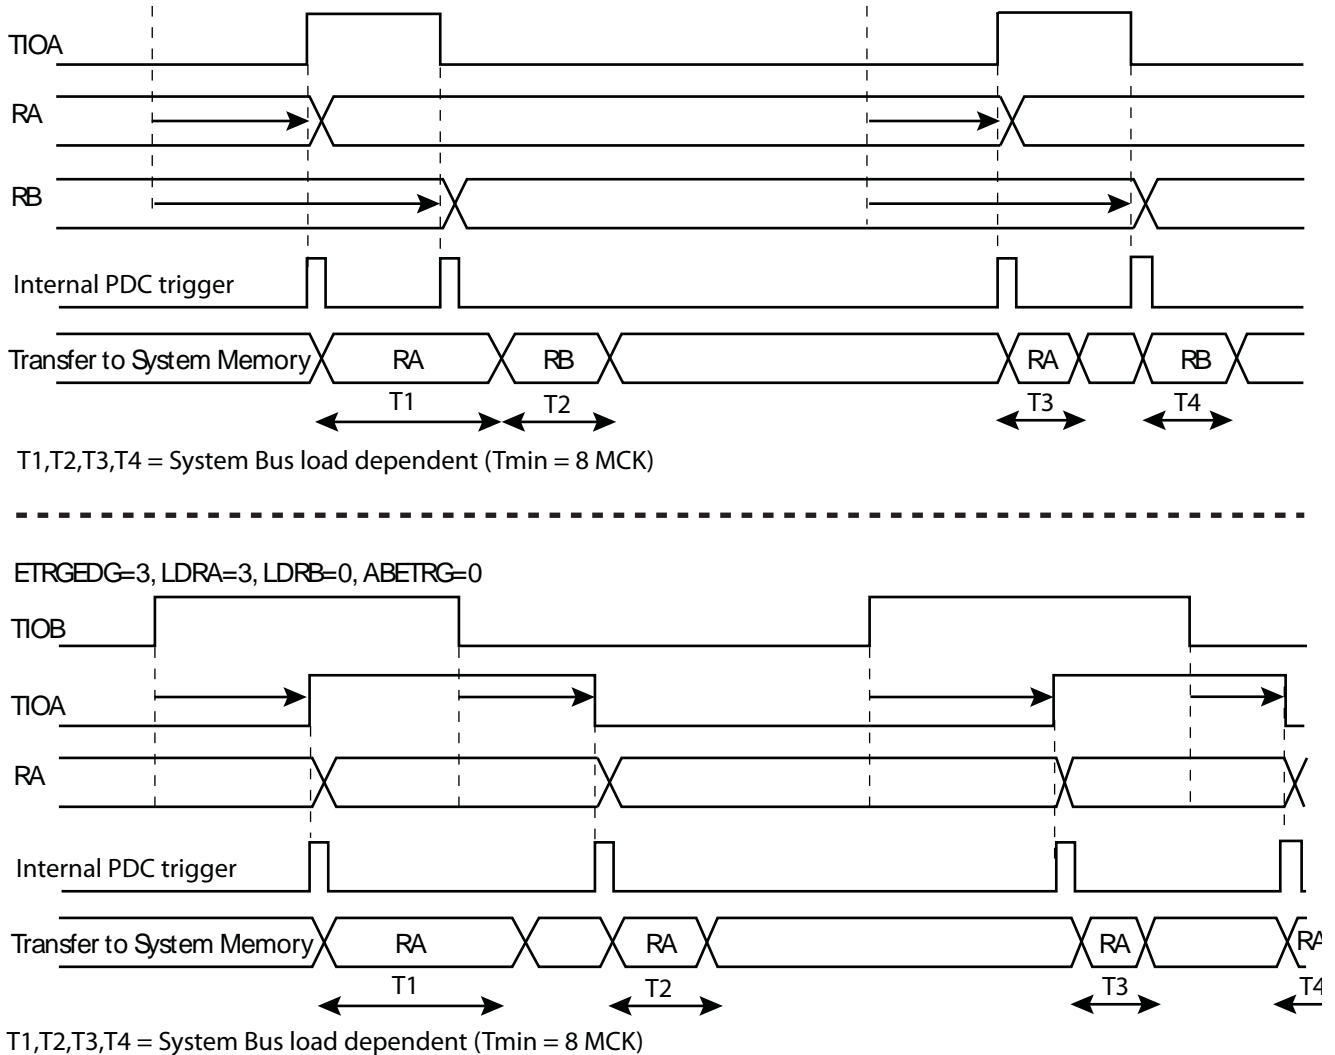 TIOA
RA
RB
Internal PDC trigger
Transfer to System Memory RA RB RA RB
T1 T2 T3 T4
T1,T2,T3,T4 = System Bus load dependent (Tmin = 8 MCK)
ETRGEDG=3, LDRA=3, LDRB=0, ABETRG=0
TIOB
TIOA
RA
Internal PDC trigger
Transfer to System Memory RA RA RA RA
T1 T2 T3 T4
T1,T2,T3,T4 = System Bus load dependent (Tmin = 8 MCK)